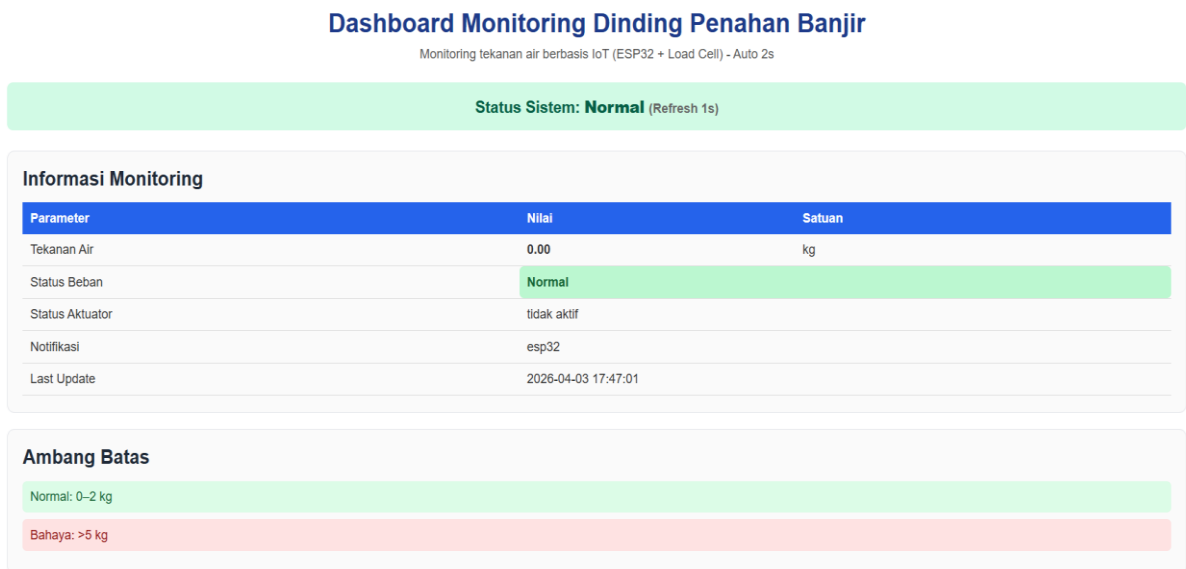 Dashboard Monitoring Dinding Penahan Banjir
Monitoring tekanan air berbasis IoT (ESP32 + Load Cell) - Auto 2s
Status Sistem: Normal (Refresh 1s)
Informasi Monitoring
Parameter Nilai Satuan
Tekanan Air 0.00 kg
Status Beban Normal
Status Aktuator tidak aktif
Notifikasi esp32
Last Update 2026-04-03 17:47:01
Ambang Batas
Normal: 0–2 kg
Bahaya: >5 kg